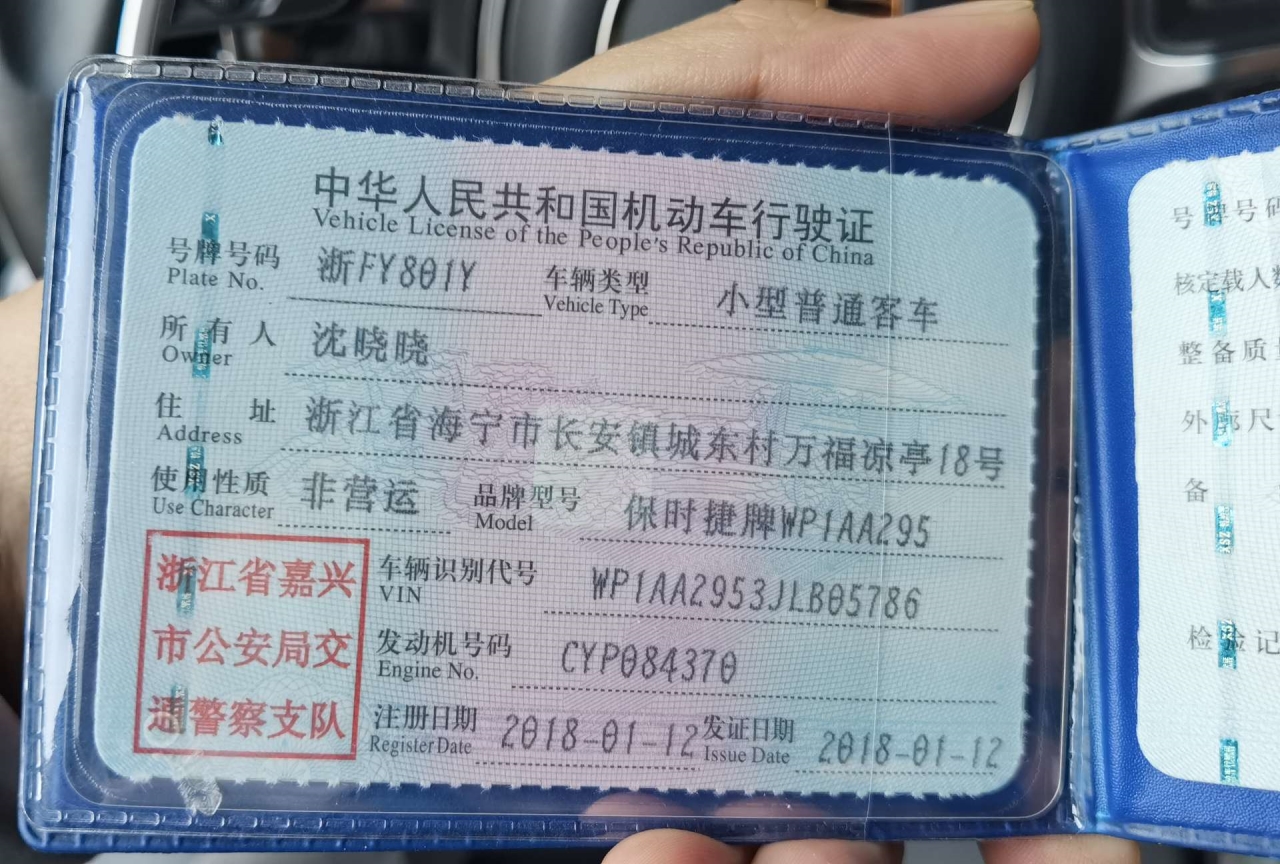 中华人民共和国机动车行驶证
Vehicle License of the People's Republic of China
号牌号码 浙FY801Y 车辆类型 小型普通客车
Plate No. Vehicle Type
所有人 沈晓晓
Owner
住址 浙江省海宁市长安镇城东村万福凉亭18号
Address
使用性质 非营运 品牌型号 保时捷牌WP1AA295
Use Character Model
浙江省嘉兴
市公安局交
通警察支队
车辆识别代号 WP1AA2953JLB05786
VIN
发动机号码 CYP084370
Engine No.
注册日期 2018-01-12 发证日期 2018-01-12
Register Date Issue Date
号牌号码
核定载人数
整备质
外廓尺
备
检验记